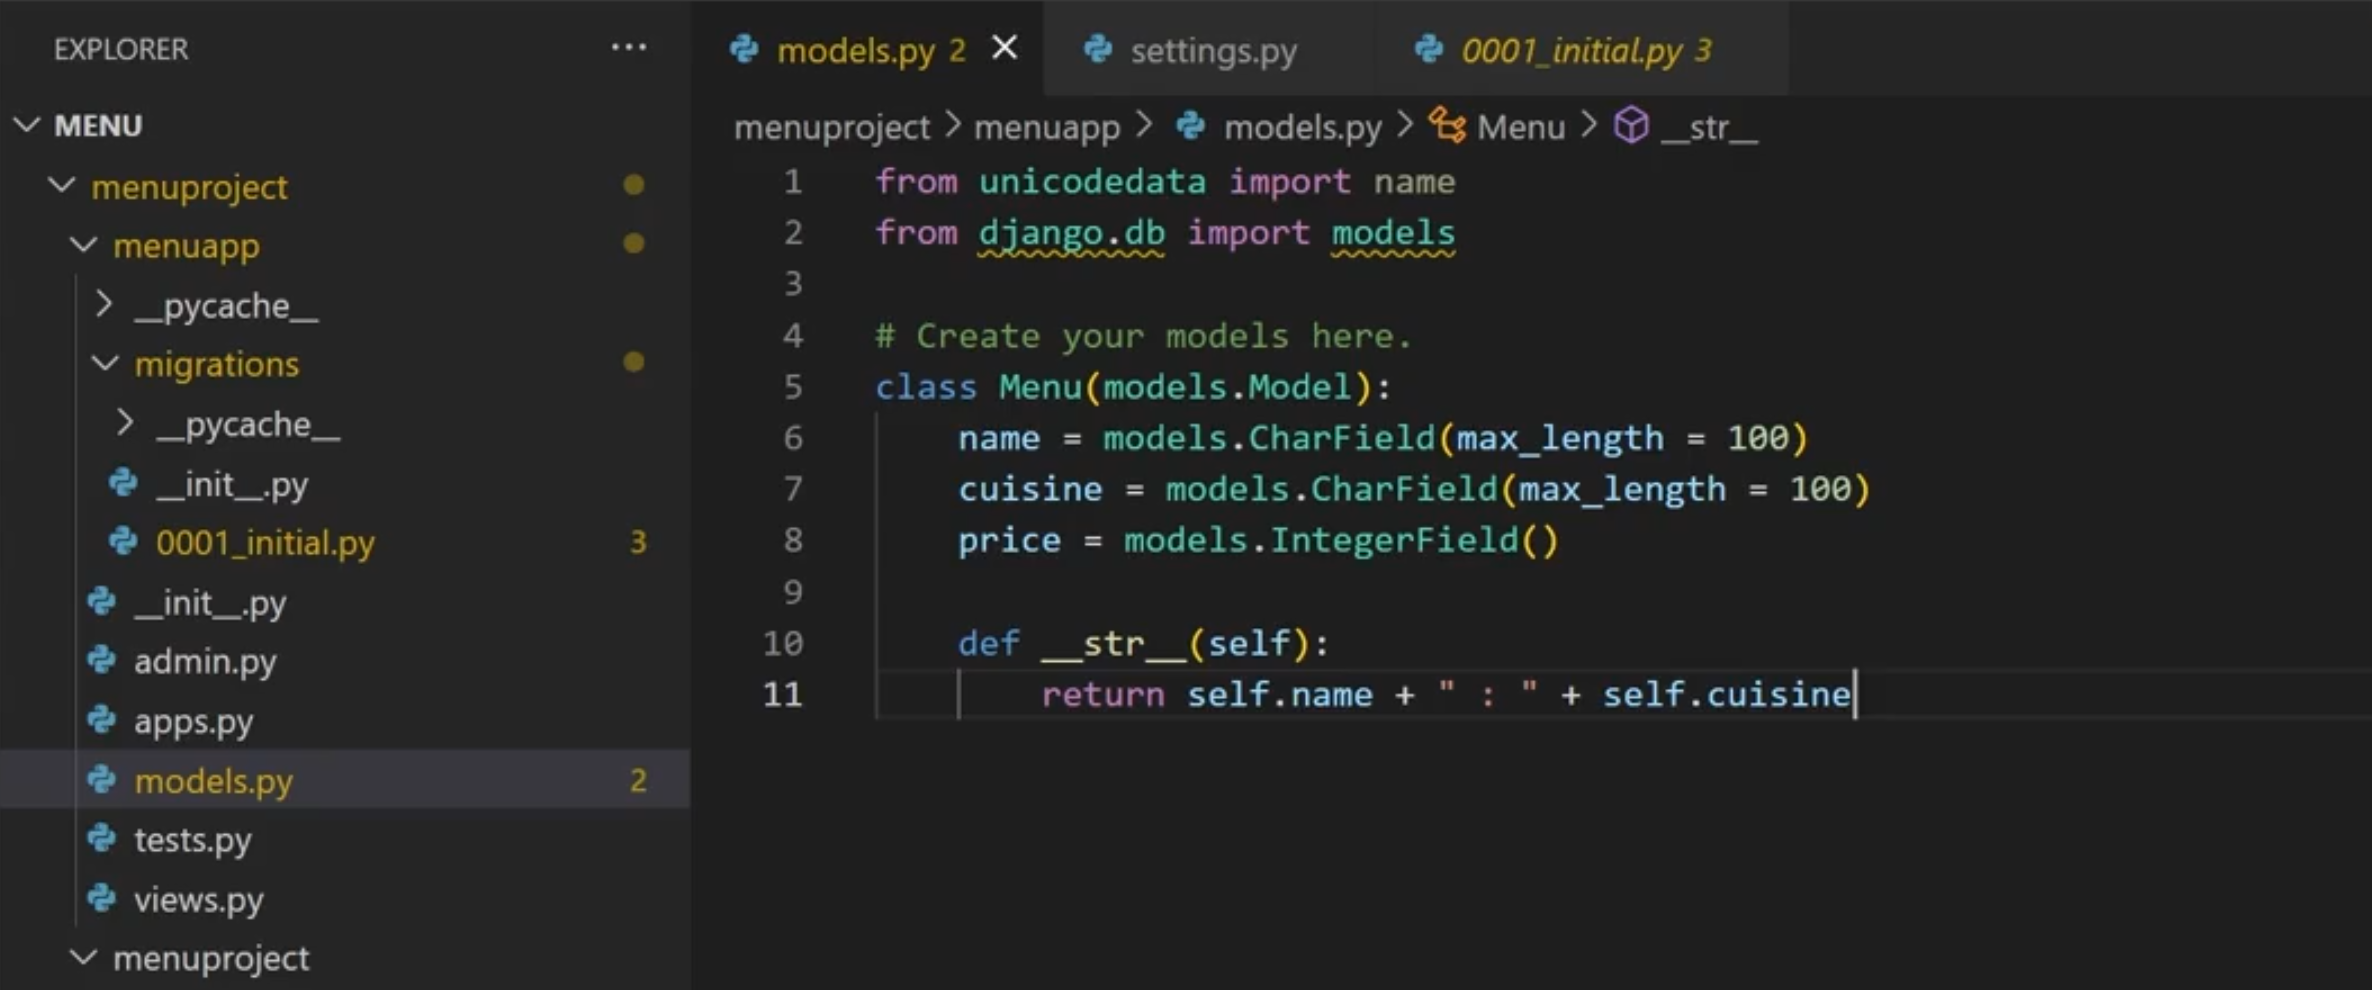 EXPLORER ...
MENU
menuproject
menuapp
__pycache__
migrations
__pycache__
__init__.py
0001_initial.py 3
__init__.py
admin.py
apps.py
models.py 2
tests.py
views.py
menuproject
models.py 2 settings.py 0001_initial.py 3
menuproject > menuapp > models.py > Menu > __str__
1 from unicodedata import name
2 from django.db import models
3
4 # Create your models here.
5 class Menu(models.Model):
6     name = models.CharField(max_length = 100)
7     cuisine = models.CharField(max_length = 100)
8     price = models.IntegerField()
9
10     def __str__(self):
11         return self.name + " : " + self.cuisine